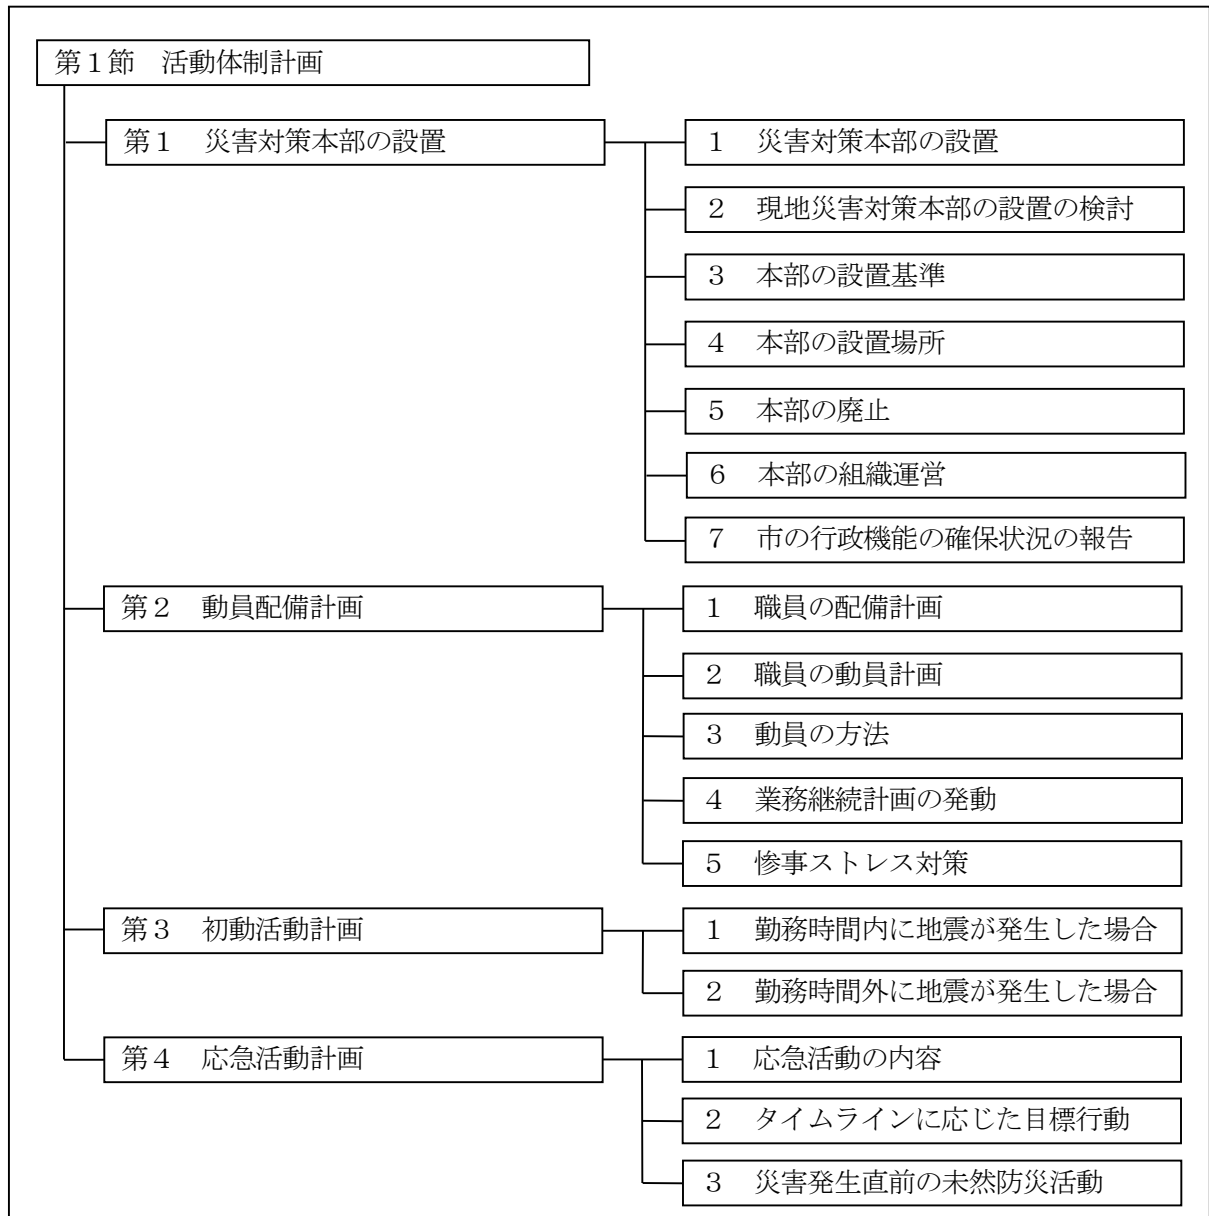 第１節　活動体制計画
第１　災害対策本部の設置
１　災害対策本部の設置
２　現地災害対策本部の設置の検討
３　本部の設置基準
４　本部の設置場所
５　本部の廃止
６　本部の組織運営
７　市の行政機能の確保状況の報告
第２　動員配備計画
１　職員の配備計画
２　職員の動員計画
３　動員の方法
４　業務継続計画の発動
５　惨事ストレス対策
第３　初動活動計画
１　勤務時間内に地震が発生した場合
２　勤務時間外に地震が発生した場合
第４　応急活動計画
１　応急活動の内容
２　タイムラインに応じた目標行動
３　災害発生直前の未然防災活動